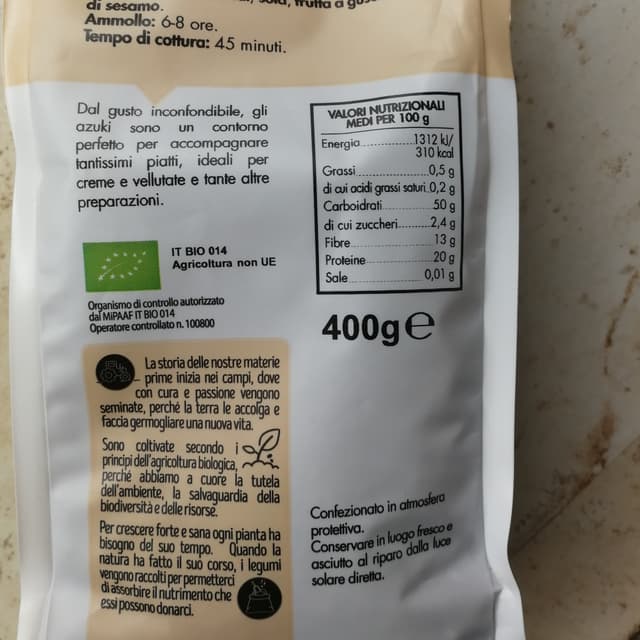 di sesamo.
Ammollo: 6-8 ore.
Tempo di cottura: 45 minuti.
Dal gusto inconfondibile, gli
azuki sono un contorno
perfetto per accompagnare
tantissimi piatti, ideali per
creme e vellutate e tante altre
preparazioni.
IT BIO 014
Agricoltura non UE
Organismo di controllo autorizzato
dal MiPAAF IT BIO 014
Operatore controllato n. 100800
La storia delle nostre materie
prime inizia nei campi, dove
con cura e passione vengono
seminate, perché la terra le accolga e
faccia germogliare una nuova vita.
Sono coltivate secondo i
principi dell'agricoltura biologica,
perché abbiamo a cuore la tutela
dell'ambiente, la salvaguardia della
biodiversità e delle risorse.
Per crescere forte e sana ogni pianta ha
bisogno del suo tempo. Quando la
natura ha fatto il suo corso, i legumi
vengono raccolti per permetterci
di assorbire il nutrimento che
essi possono donarci.
VALORI NUTRIZIONALI
MEDI PER 100 g
Energia 1312 kJ/
310 kcal
Grassi 0,5 g
di cui acidi grassi saturi 0,2 g
Carboidrati 50 g
di cui zuccheri 2,4 g
Fibre 13 g
Proteine 20 g
Sale 0,01 g
400g e
Confezionato in atmosfera
protettiva.
Conservare in luogo fresco e
asciutto al riparo dalla luce
solare diretta.